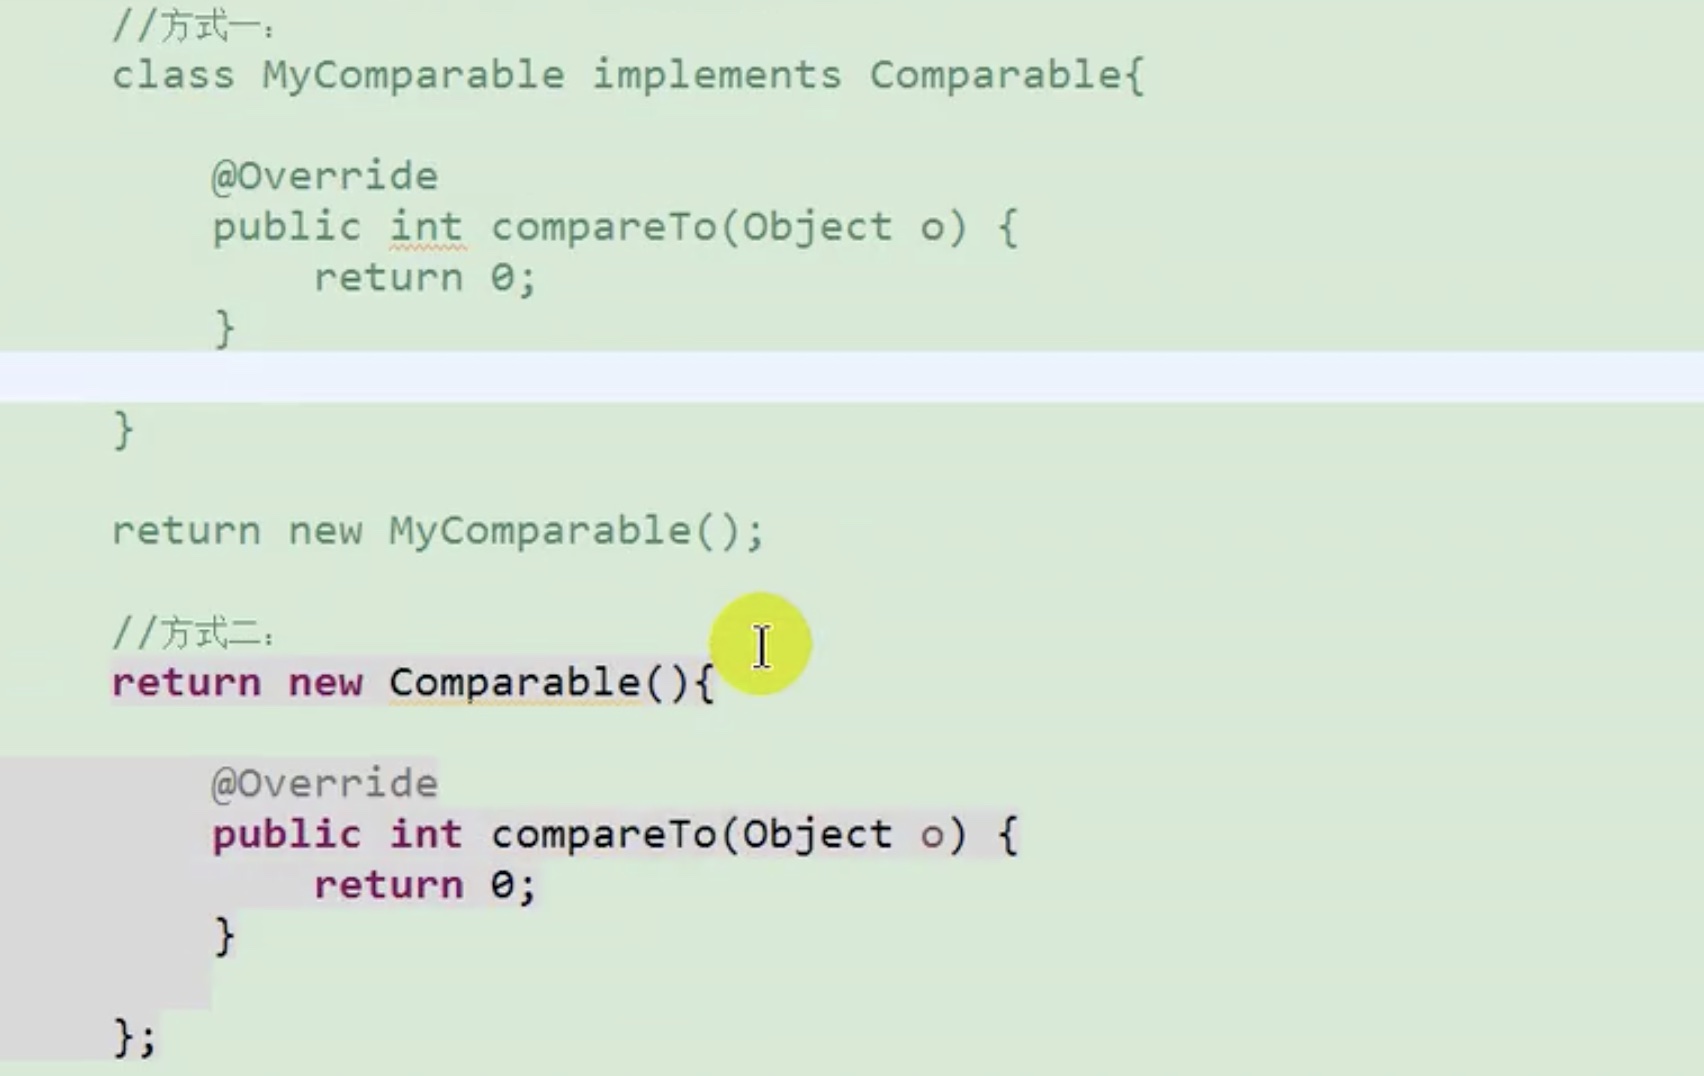 //方式一：
class MyComparable implements Comparable{
@Override
public int compareTo(Object o) {
return 0;
}
}
return new MyComparable();
//方式二：
return new Comparable(){
@Override
public int compareTo(Object o) {
return 0;
}
};